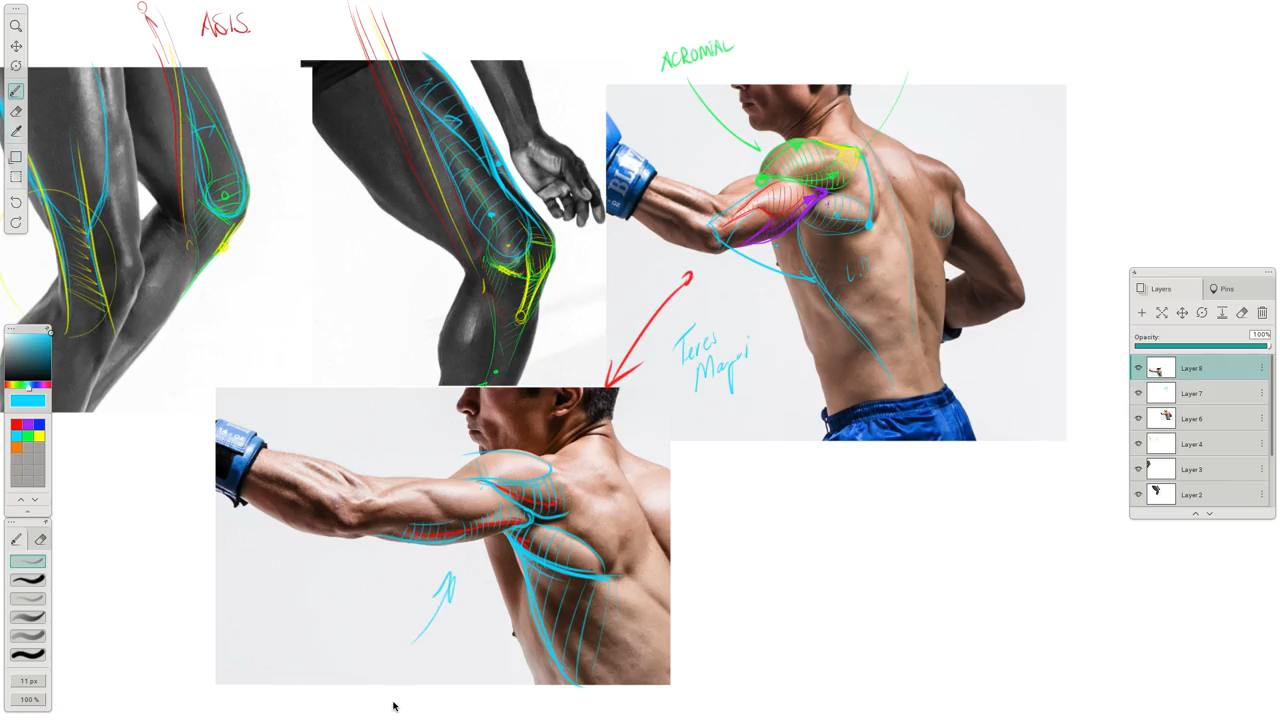 ASIS
ACROMIAL
BLE
L.D
Teres
Major
Layers
Pins
Opacity:
100%
Layer 8
Layer 7
Layer 6
Layer 4
Layer 3
Layer 2
11 px
100 %